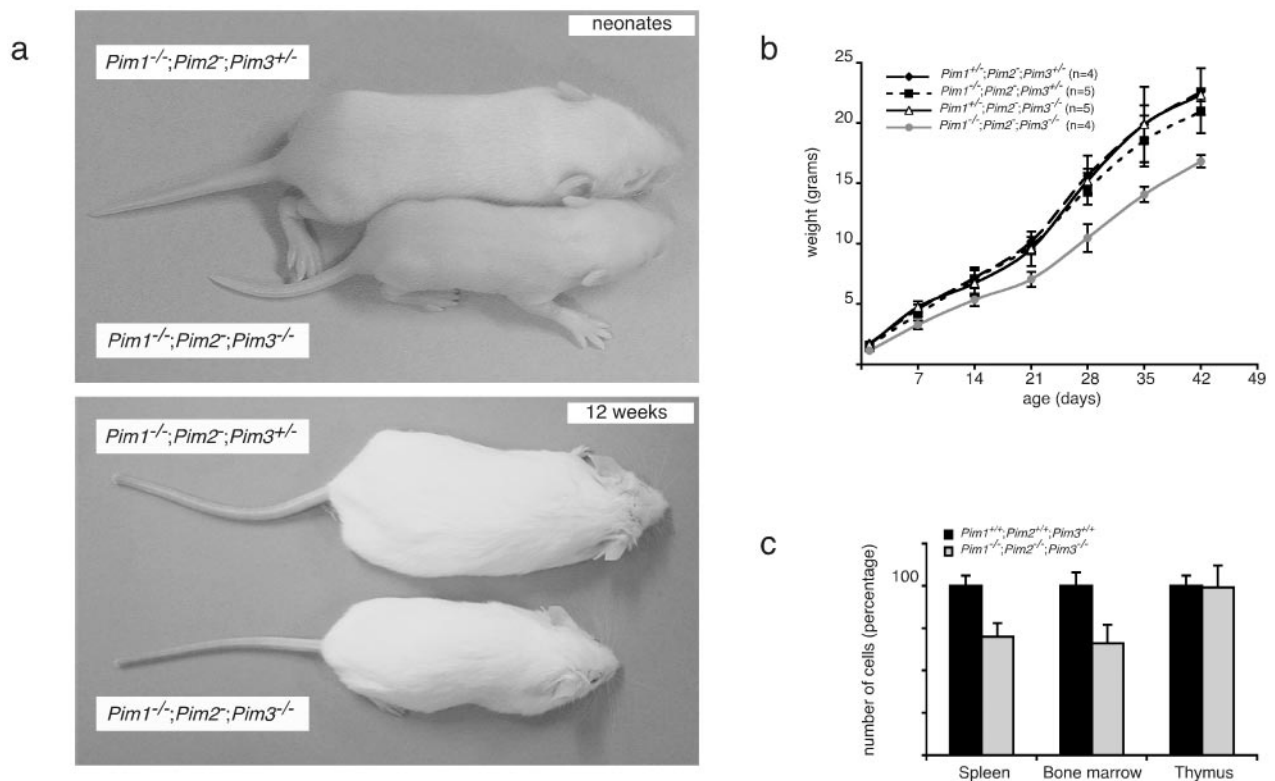 a
neonates
Pim1-/-;Pim2-;Pim3+/-
Pim1-/-;Pim2-;Pim3-/-
12 weeks
Pim1-/-;Pim2-;Pim3+/-
Pim1-/-;Pim2-;Pim3-/-
b
Pim1+/-;Pim2-;Pim3+/- (n=4)
Pim1-/-;Pim2-;Pim3+/- (n=5)
Pim1+/-;Pim2-;Pim3-/- (n=5)
Pim1-/-;Pim2-;Pim3-/- (n=4)
weight (grams)
25
20
15
10
5
7 14 21 28 35 42 49
age (days)
c
Pim1+/+;Pim2+/+;Pim3+/+
Pim1-/-;Pim2-/-;Pim3-/-
number of cells (percentage)
100
Spleen Bone marrow Thymus